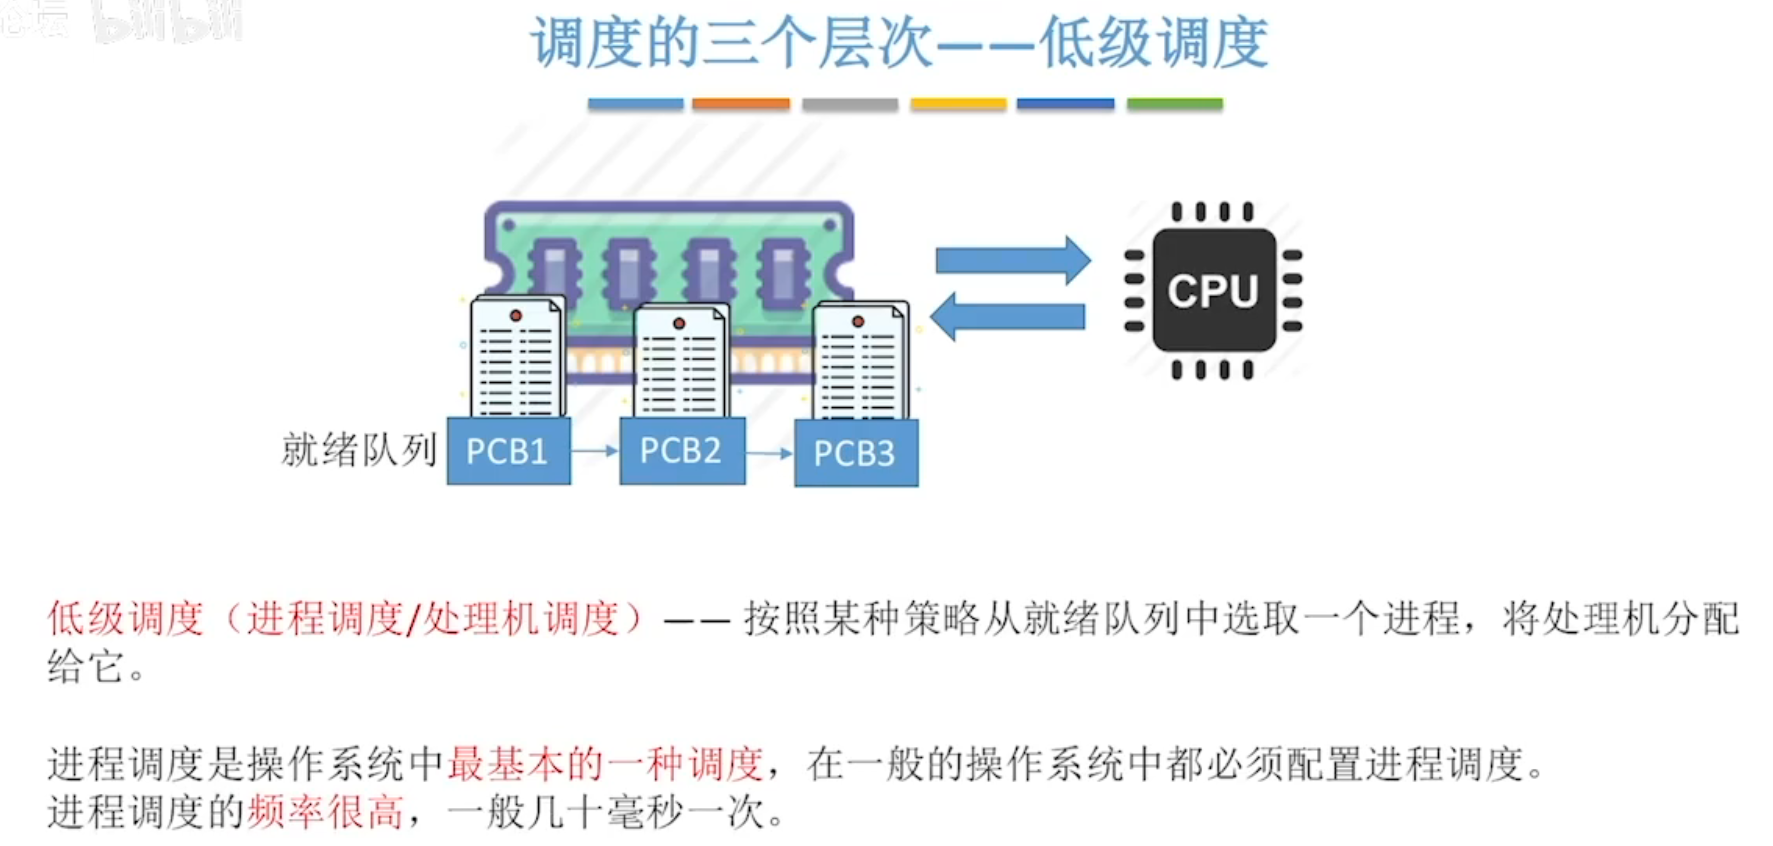 论坛 bilibili
调度的三个层次——低级调度
CPU
就绪队列 PCB1 PCB2 PCB3
低级调度（进程调度/处理机调度）—— 按照某种策略从就绪队列中选取一个进程，将处理机分配
给它。
进程调度是操作系统中最基本的一种调度，在一般的操作系统中都必须配置进程调度。
进程调度的频率很高，一般几十毫秒一次。